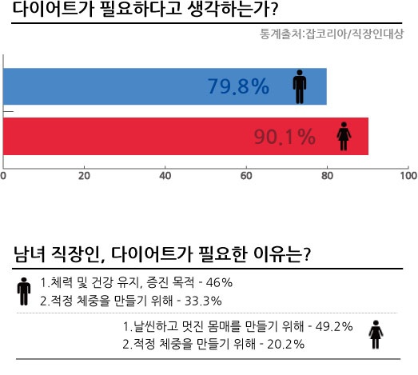 다이어트가 필요하다고 생각하는가?
통계출처:잡코리아/직장인대상
79.8%
90.1%
0 20 40 60 80 100
남녀 직장인, 다이어트가 필요한 이유는?
1.체력 및 건강 유지, 증진 목적 - 46%
2.적정 체중을 만들기 위해 - 33.3%
1.날씬하고 멋진 몸매를 만들기 위해 - 49.2%
2.적정 체중을 만들기 위해 - 20.2%